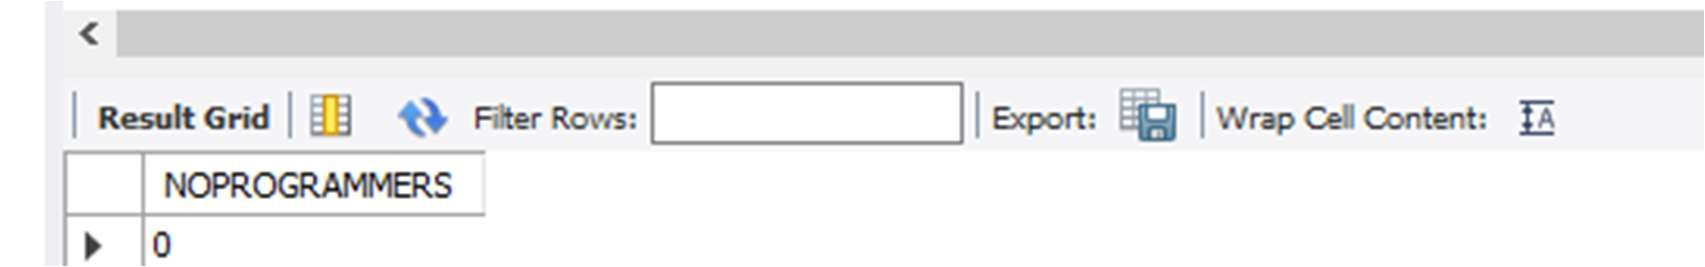 Result Grid Filter Rows: Export: Wrap Cell Content: A
NOPROGRAMMERS
0